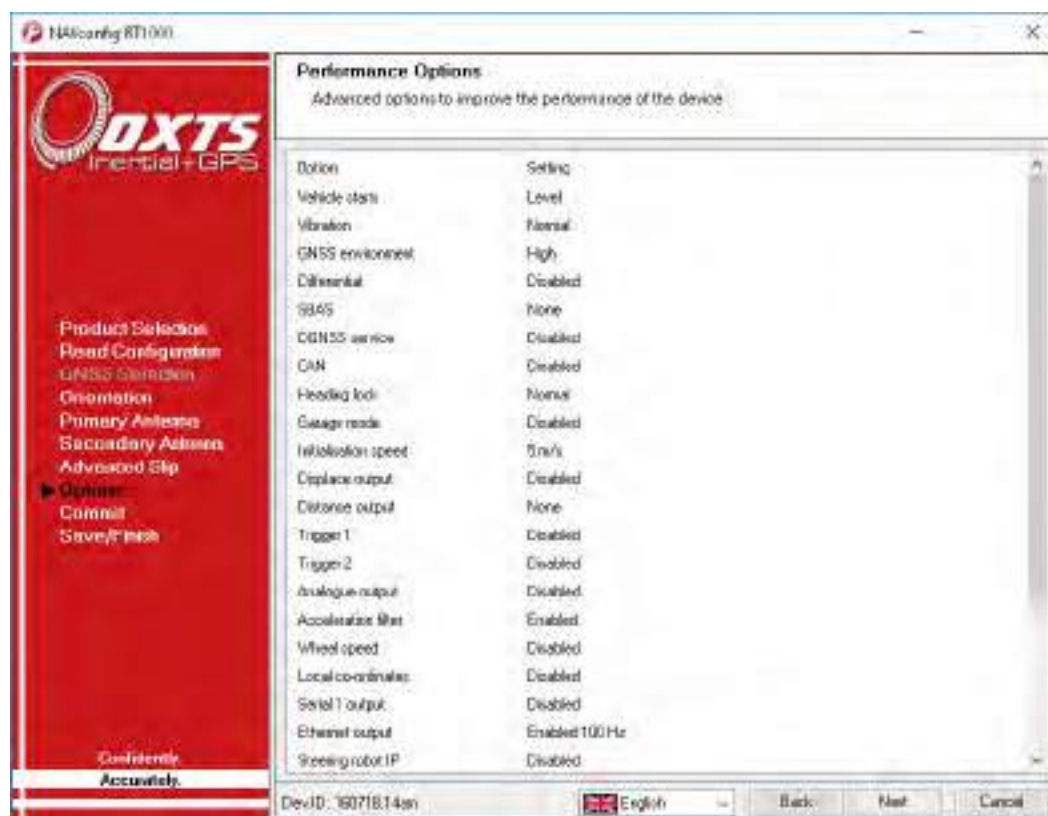 NAVconfig RT1000
OXTS
Inertial+GPS
Performance Options
Advanced options to improve the performance of the device
Option Setting
Vehicle starts Level
Vibration Normal
GNSS environment High
Differential Disabled
SBAS None
DGNSS service Disabled
CAN Disabled
Heading lock Normal
Garage mode Disabled
Initialisation speed 5 m/s
Displace output Disabled
Distance output None
Trigger 1 Disabled
Trigger 2 Disabled
Analogue output Disabled
Acceleration filter Enabled
Wheel speed Disabled
Local co-ordinates Disabled
Serial 1 output Disabled
Ethernet output Enabled 100 Hz
Steering robot IP Disabled
Product Selection
Read Configuration
GNSS Selection
Orientation
Primary Antenna
Secondary Antenna
Advanced Slip
Options
Commit
Save/Finish
Confidently.
Accurately.
Dev.ID: 160718.14an
English
Back Next Cancel